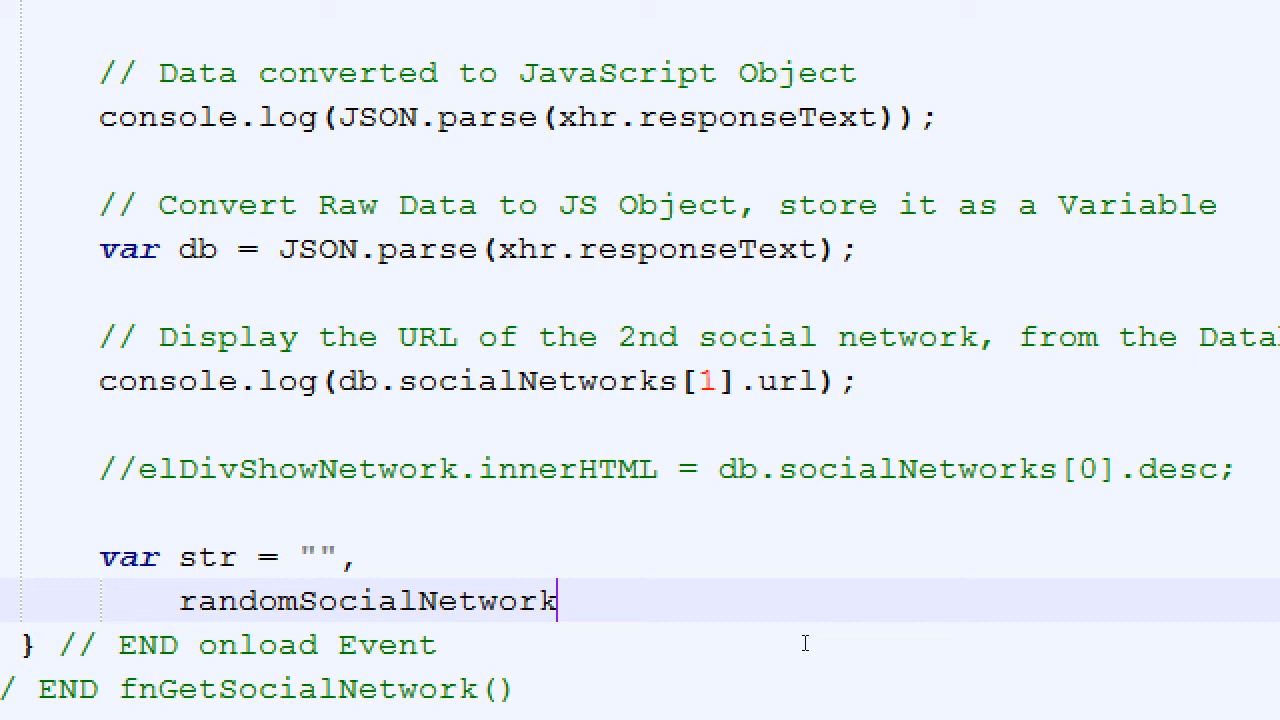 // Data converted to JavaScript Object
console.log(JSON.parse(xhr.responseText));
// Convert Raw Data to JS Object, store it as a Variable
var db = JSON.parse(xhr.responseText);
// Display the URL of the 2nd social network, from the
console.log(db.socialNetworks[1].url);
//elDivShowNetwork.innerHTML = db.socialNetworks[0].desc;
var str = "",
randomSocialNetwork
} // END onload Event
/ END fnGetSocialNetwork()